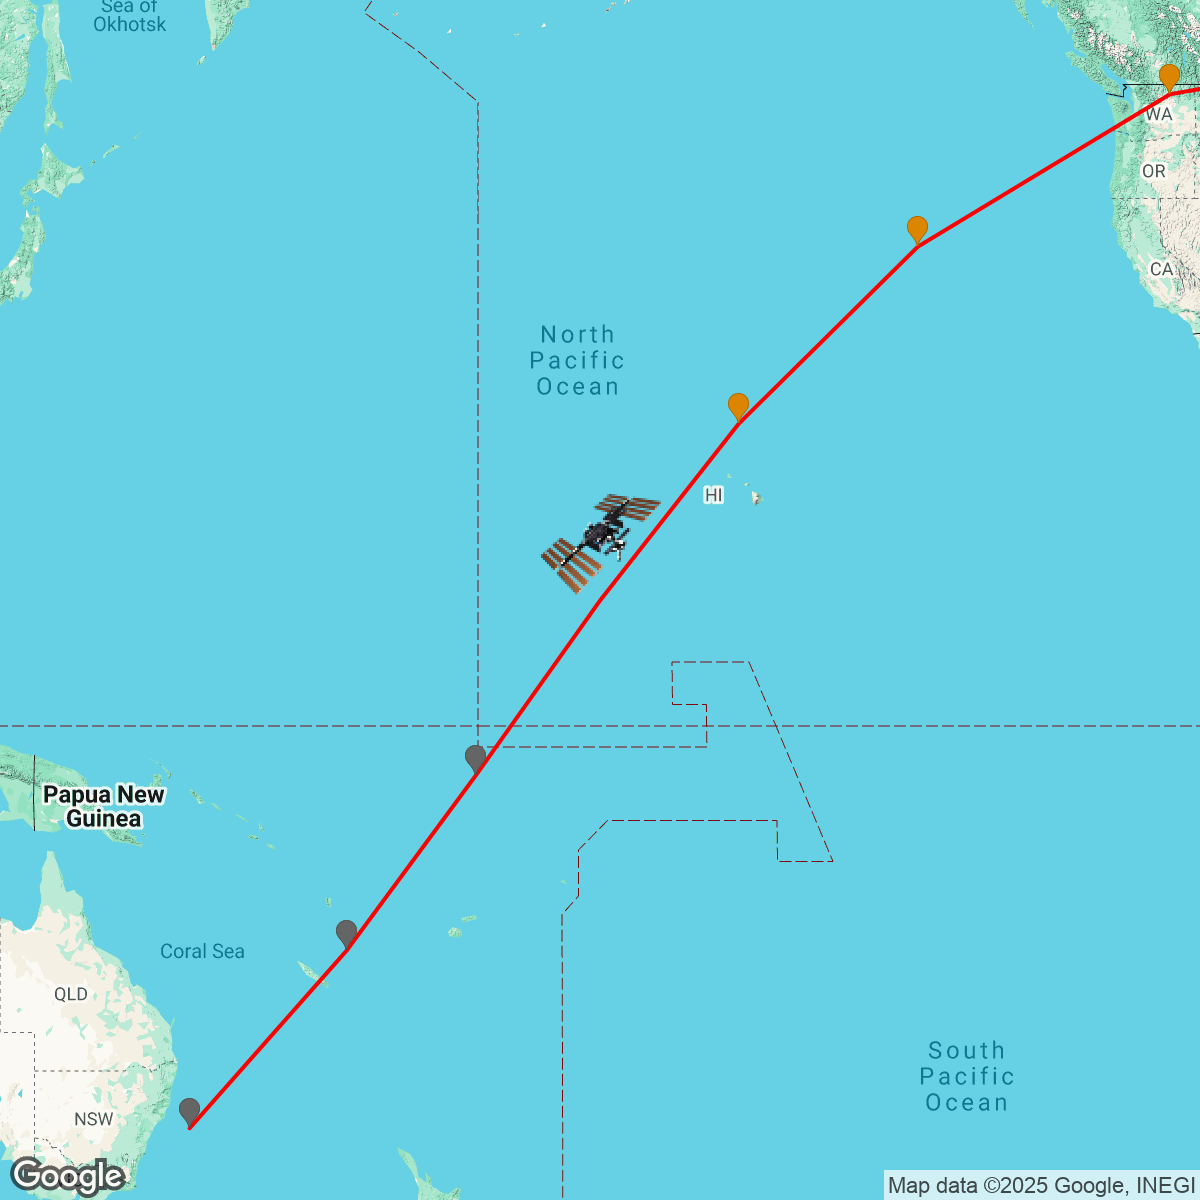 Sea of
Okhotsk
WA
OR
CA
North
Pacific
Ocean
HI
Papua New
Guinea
Coral Sea
QLD
South
Pacific
Ocean
NSW
Google
Map data ©2025 Google, INEGI